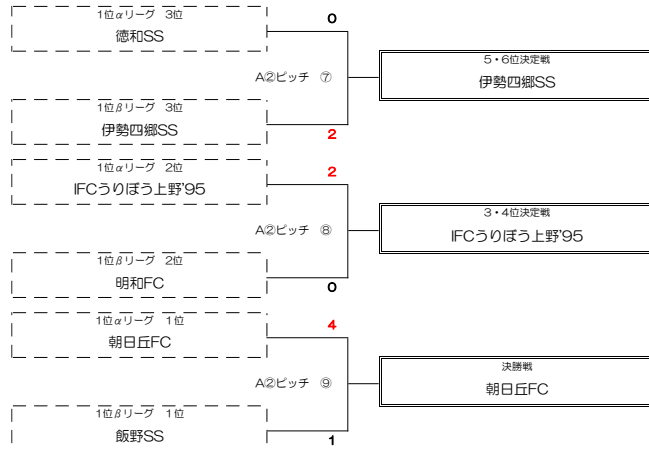 1位αリーグ 3位
徳和SS
0
A②ピッチ ⑦
5・6位決定戦
伊勢四郷SS
1位βリーグ 3位
伊勢四郷SS
2
1位αリーグ 2位
IFCうりぼう上野'95
2
A②ピッチ ⑧
3・4位決定戦
IFCうりぼう上野'95
1位βリーグ 2位
明和FC
0
1位αリーグ 1位
朝日丘FC
4
A②ピッチ ⑨
決勝戦
朝日丘FC
1位βリーグ 1位
飯野SS
1